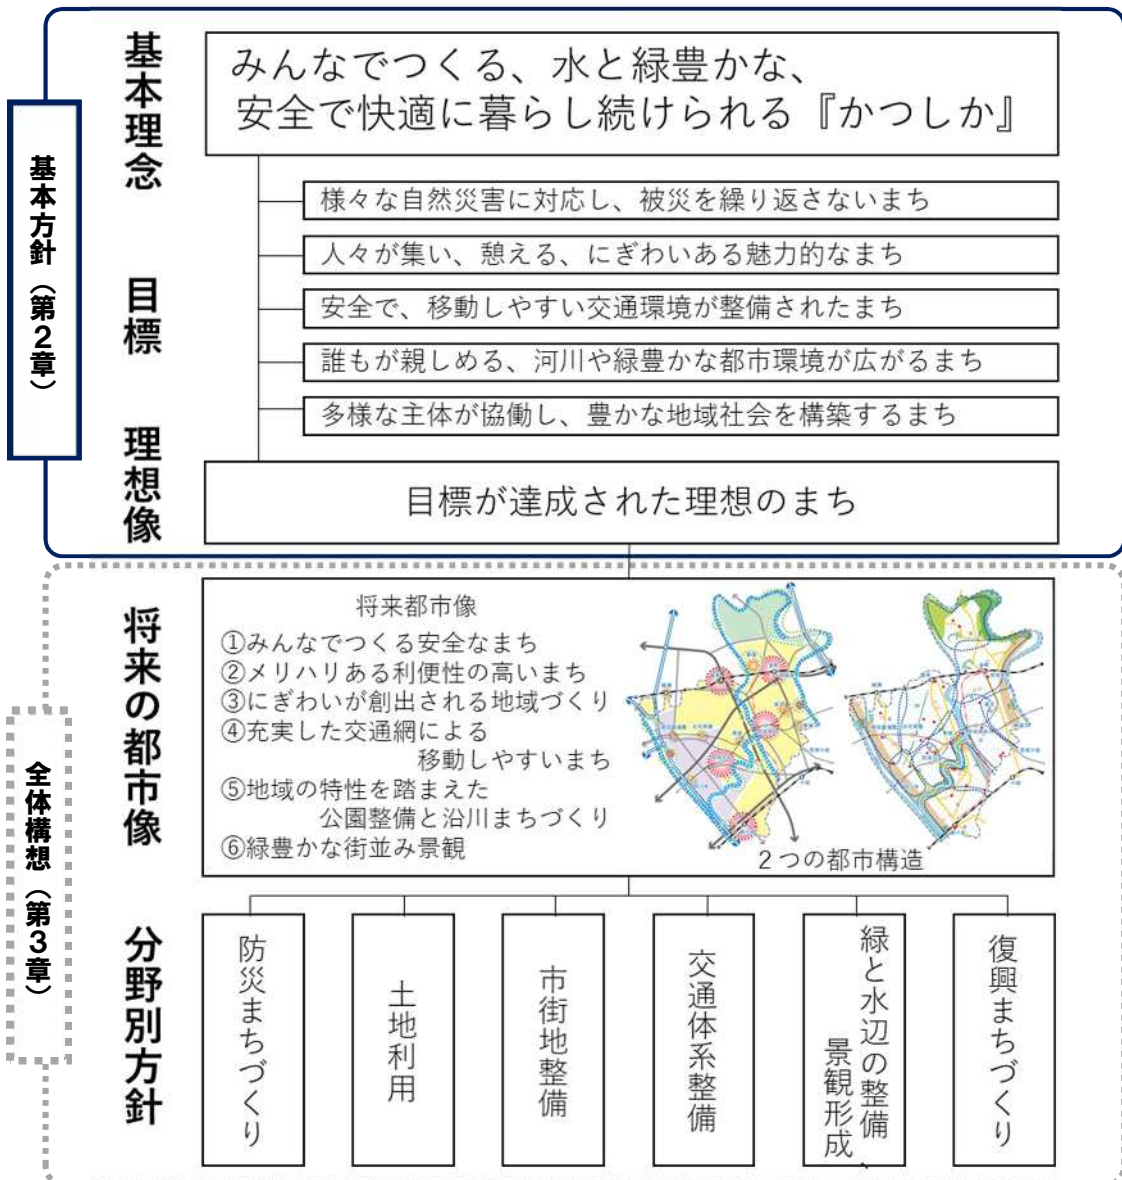 基本方針（第２章）
基本理念
みんなでつくる、水と緑豊かな、
安全で快適に暮らし続けられる『かつしか』
目標
様々な自然災害に対応し、被災を繰り返さないまち
人々が集い、憩える、にぎわいある魅力的なまち
安全で、移動しやすい交通環境が整備されたまち
誰もが親しめる、河川や緑豊かな都市環境が広がるまち
多様な主体が協働し、豊かな地域社会を構築するまち
理想像
目標が達成された理想のまち
全体構想（第３章）
将来の都市像
将来都市像
①みんなでつくる安全なまち
②メリハリある利便性の高いまち
③にぎわいが創出される地域づくり
④充実した交通網による
移動しやすいまち
⑤地域の特性を踏まえた
公園整備と沿川まちづくり
⑥緑豊かな街並み景観
２つの都市構造
分野別方針
防災まちづくり
土地利用
市街地整備
交通体系整備
緑と水辺の整備、
景観形成
復興まちづくり